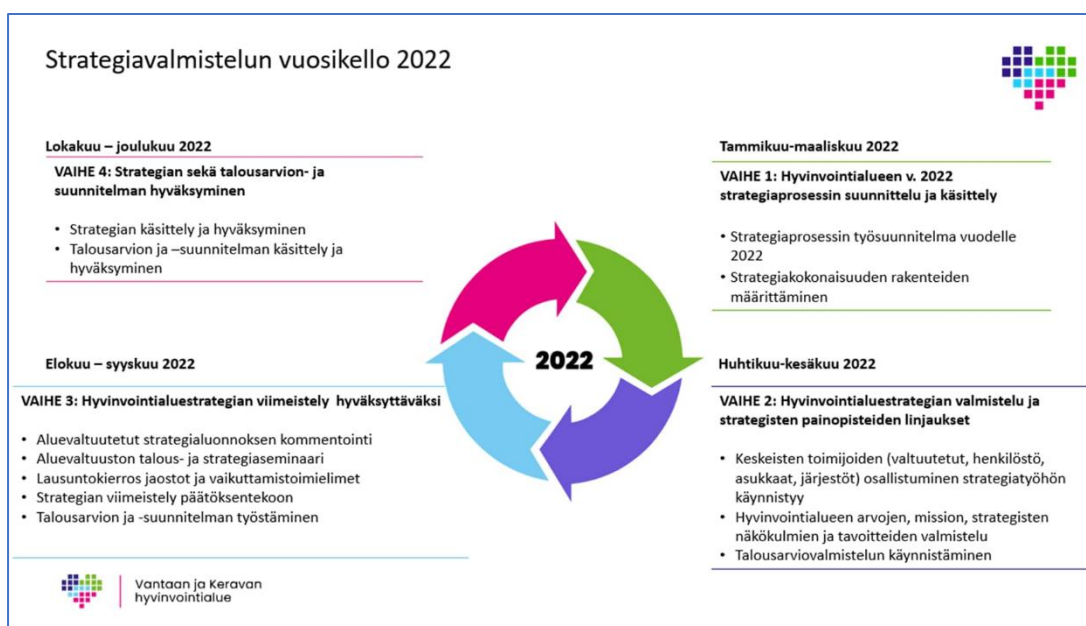 Strategiavalmistelun vuosikello 2022
Lokakuu – joulukuu 2022
VAIHE 4: Strategian sekä talousarvion- ja
suunnitelman hyväksyminen
• Strategian käsittely ja hyväksyminen
• Talousarvion ja –suunnitelman käsittely ja
hyväksyminen
Tammikuu-maaliskuu 2022
VAIHE 1: Hyvinvointialueen v. 2022
strategiaprosessin suunnittelu ja käsittely
• Strategiaprosessin työsuunnitelma vuodelle
2022
• Strategiakokonaisuuden rakenteiden
määrittäminen
2022
Elokuu – syyskuu 2022
VAIHE 3: Hyvinvointialuestrategian viimeistely hyväksyttäväksi
• Aluevaltuutetut strategialuonnoksen kommentointi
• Aluevaltuuston talous- ja strategiaseminaari
• Lausuntokierros jaostot ja vaikuttamistoimielimet
• Strategian viimeistely päätöksentekoon
• Talousarvion ja -suunnitelman työstäminen
Huhtikuu-kesäkuu 2022
VAIHE 2: Hyvinvointialuestrategian valmistelu ja
strategisten painopisteiden linjaukset
• Keskeisten toimijoiden (valtuutetut, henkilöstö,
asukkaat, järjestöt) osallistuminen strategiatyöhön
käynnistyy
• Hyvinvointialueen arvojen, mission, strategisten
näkökulmien ja tavoitteiden valmistelu
• Talousarviovalmistelun käynnistäminen
Vantaan ja Keravan
hyvinvointialue